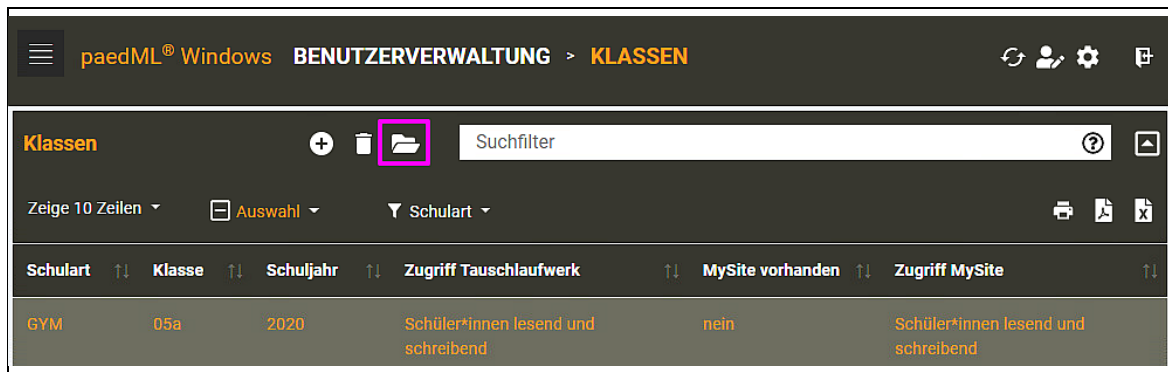 paedML® Windows BENUTZERVERWALTUNG > KLASSEN
Klassen Suchfilter
Zeige 10 Zeilen Auswahl Schulart
Schulart Klasse Schuljahr Zugriff Tauschlaufwerk MySite vorhanden Zugriff MySite
GYM 05a 2020 Schüler*innen lesend und nein Schüler*innen lesend und
schreibend schreibend